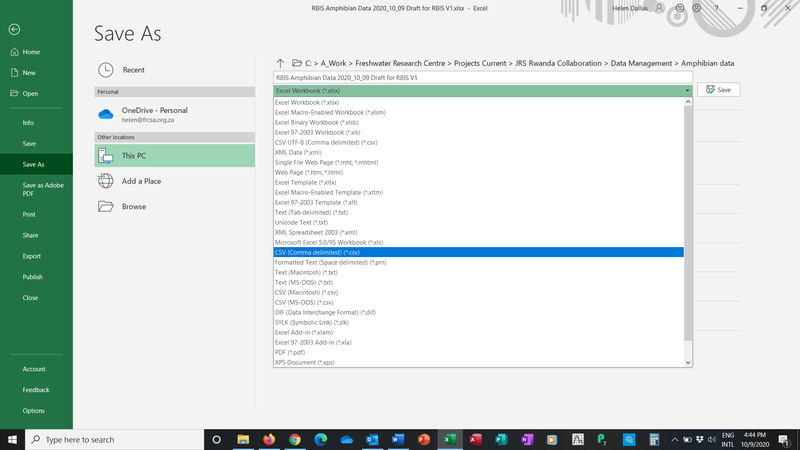 RBIS Amphibian Data 2020_10_09 Draft for RBIS V1.xlsx - Excel
Helen Dallas
?
Home
New
Open
Info
Save
Save As
Save as Adobe
PDF
Print
Share
Export
Publish
Close
Account
Feedback
Options
Save As
Recent
Personal
OneDrive - Personal
helen@frcsa.org.za
Other locations
This PC
Add a Place
Browse
C: > A_Work > Freshwater Research Centre > Projects Current > JRS Rwanda Collaboration > Data Management > Amphibian data
RBIS Amphibian Data 2020_10_09 Draft for RBIS V1
Excel Workbook (*.xlsx)
Save
Excel Workbook (*.xlsx)
Excel Macro-Enabled Workbook (*.xlsm)
Excel Binary Workbook (*.xlsb)
Excel 97-2003 Workbook (*.xls)
CSV UTF-8 (Comma delimited) (*.csv)
XML Data (*.xml)
Single File Web Page (*.mht, *.mhtml)
Web Page (*.htm, *.html)
Excel Template (*.xltx)
Excel Macro-Enabled Template (*.xltm)
Excel 97-2003 Template (*.xlt)
Text (Tab delimited) (*.txt)
Unicode Text (*.txt)
XML Spreadsheet 2003 (*.xml)
Microsoft Excel 5.0/95 Workbook (*.xls)
CSV (Comma delimited) (*.csv)
Formatted Text (Space delimited) (*.prn)
Text (Macintosh) (*.txt)
Text (MS-DOS) (*.txt)
CSV (Macintosh) (*.csv)
CSV (MS-DOS) (*.csv)
DIF (Data Interchange Format) (*.dif)
SYLK (Symbolic Link) (*.slk)
Excel Add-in (*.xlam)
Excel 97-2003 Add-in (*.xla)
PDF (*.pdf)
XPS Document (*.xps)
Type here to search
ENG
INTL
4:44 PM
10/9/2020